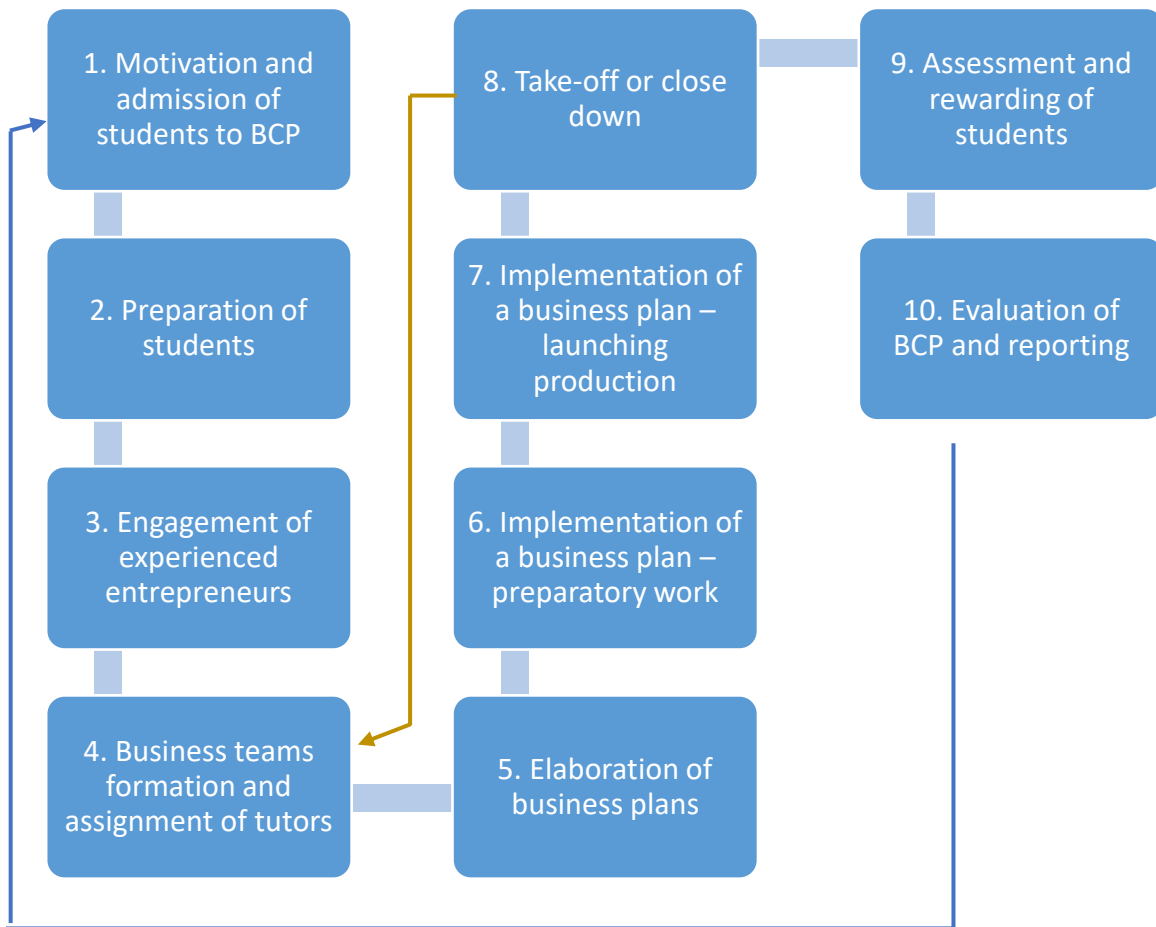 1. Motivation and
admission of
students to BCP
2. Preparation of
students
3. Engagement of
experienced
entrepreneurs
4. Business teams
formation and
assignment of tutors
5. Elaboration of
business plans
6. Implementation of
a business plan –
preparatory work
7. Implementation of
a business plan –
launching
production
8. Take-off or close
down
9. Assessment and
rewarding of
students
10. Evaluation of
BCP and reporting